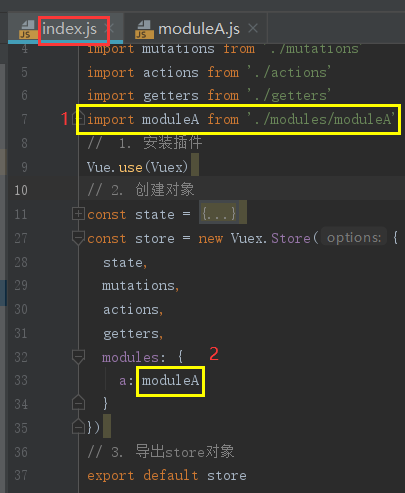 index.js moduleA.js
4 import mutations from './mutations'
5 import actions from './actions'
6 import getters from './getters'
1 7 import moduleA from './modules/moduleA'
8 // 1. 安装插件
9 Vue.use(Vuex)
10 // 2. 创建对象
11 const state = {...}
27 const store = new Vuex.Store( options: {
28 state,
29 mutations,
30 actions,
31 getters,
32 modules: { 2
33 a: moduleA
34 }
35 })
36 // 3. 导出store对象
37 export default store